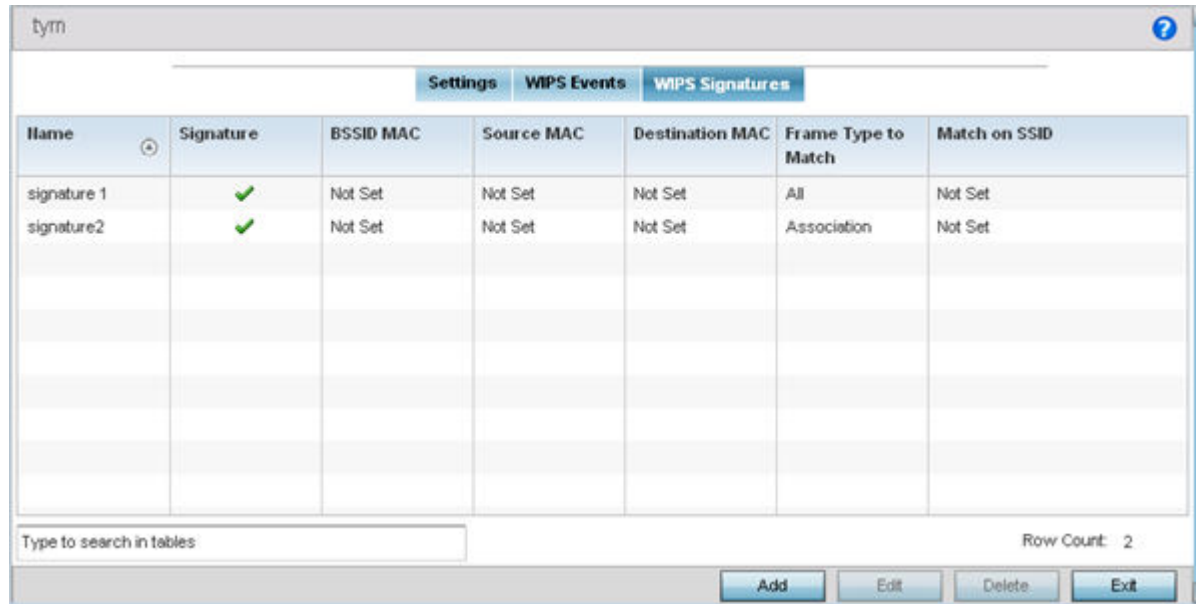 tym
?
Settings WIPS Events WIPS Signatures
Name Signature BSSID MAC Source MAC Destination MAC Frame Type to Match Match on SSID
signature 1 Not Set Not Set Not Set All Not Set
signature2 Not Set Not Set Not Set Association Not Set
Type to search in tables Row Count: 2
Add Edit Delete Exit